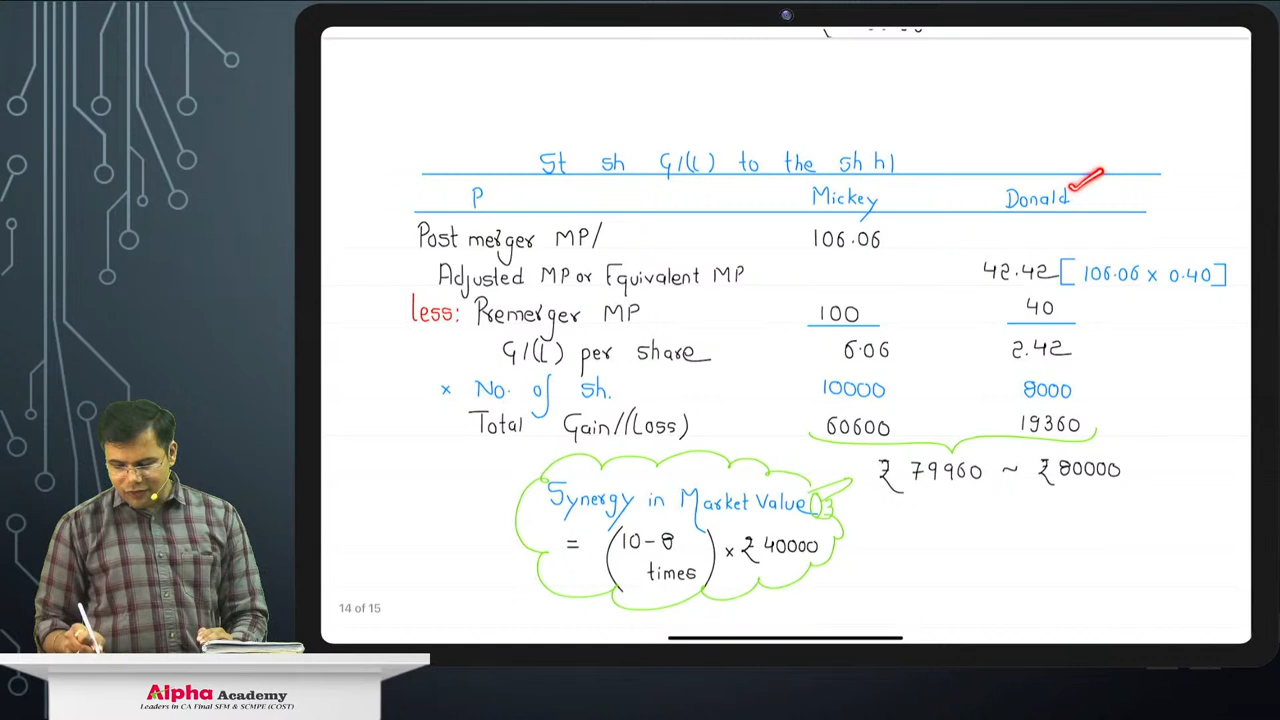 St sh G/(L) to the sh h)
P Mickey Donald
Post merger MP/ 106.06
Adjusted MP or Equivalent MP 42.42 [106.06 x 0.40]
less: Premerger MP 100 40
G/(L) per share 6.06 2.42
x No. of sh. 10000 8000
Total Gain/(Loss) 60600 19360
₹79960 ~ ₹80000
Synergy in Market Value
= (10-8 times) x ₹40000
14 of 15
Alpha Academy
Leaders in CA Final SFM & SCMPE (COST)